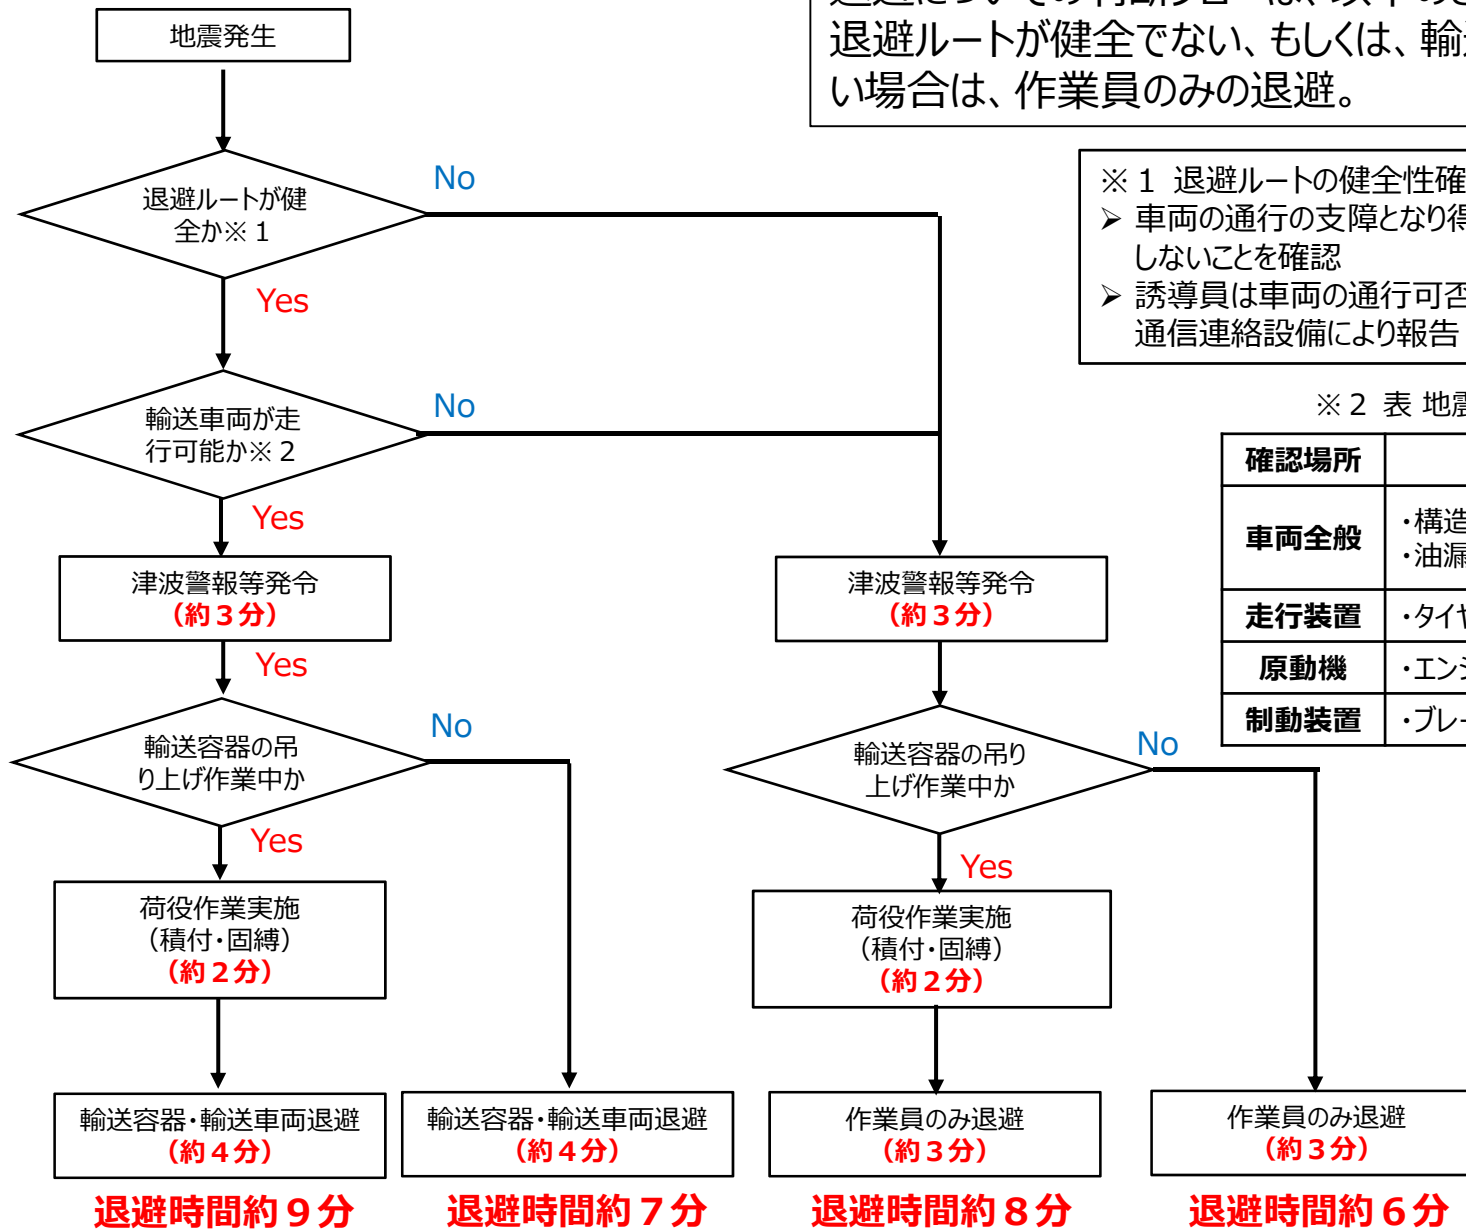 退避ルートが健全でない、もしくは、輸
い場合は、作業員のみの退避。
地震発生
※１ 退避ルートの健全性確
➢ 車両の通行の支障となり得
しないことを確認
➢ 誘導員は車両の通行可否
通信連絡設備により報告
退避ルートが健
全か※１
No
Yes
輸送車両が走
行可能か※２
No
Yes
※２ 表 地震
確認場所
車両全般
・構造
・油漏
走行装置
・タイヤ
原動機
・エンジ
制動装置
・ブレー
津波警報等発令
（約３分）
Yes
津波警報等発令
（約３分）
輸送容器の吊
り上げ作業中か
No
Yes
輸送容器の吊り
上げ作業中か
No
Yes
荷役作業実施
（積付・固縛）
（約２分）
荷役作業実施
（積付・固縛）
（約２分）
輸送容器・輸送車両退避
（約４分）
輸送容器・輸送車両退避
（約４分）
作業員のみ退避
（約３分）
作業員のみ退避
（約３分）
退避時間約９分
退避時間約７分
退避時間約８分
退避時間約６分